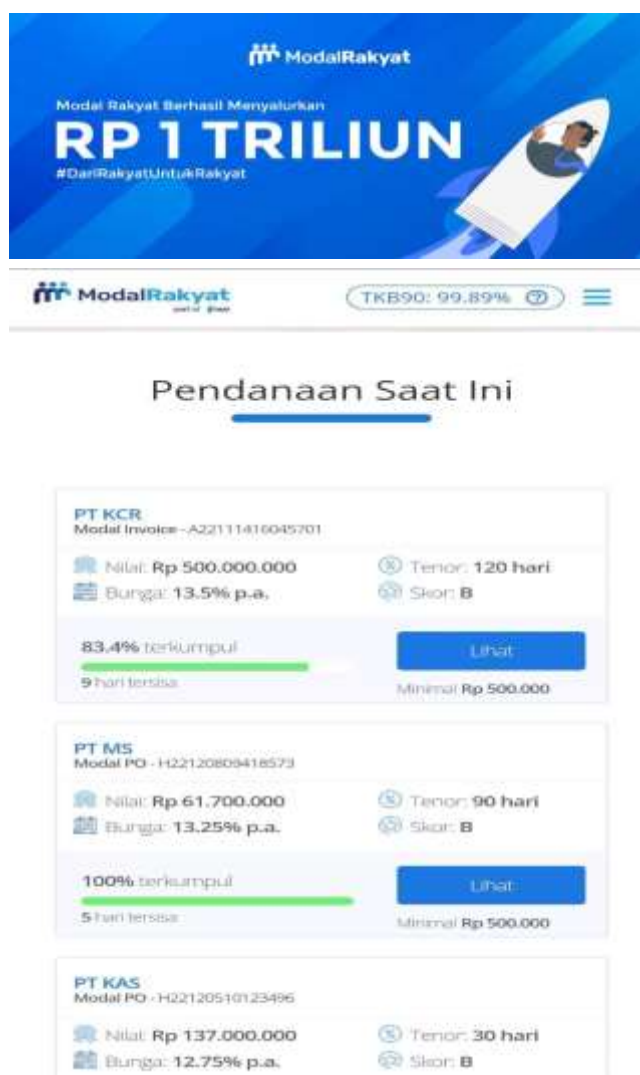 ModalRakyat
Modal Rakyat Berhasil Menyalurkan
RP 1 TRILIUN
#DariRakyatUntukRakyat
ModalRakyat
TKB90: 99.89%
Pendanaan Saat Ini
PT KCR
Modal Invoice - A22111416045701
Nilai: Rp 500.000.000 Tenor: 120 hari
Bunga: 13.5% p.a. Skor: B
83.4% terkumpul Lihat
9 hari tersisa Minimal Rp 500.000
PT MS
Modal PO - H22120809418573
Nilai: Rp 61.700.000 Tenor: 90 hari
Bunga: 13.25% p.a. Skor: B
100% terkumpul Lihat
5 hari tersisa Minimal Rp 500.000
PT KAS
Modal PO - H22120510123496
Nilai: Rp 137.000.000 Tenor: 30 hari
Bunga: 12.75% p.a. Skor: B